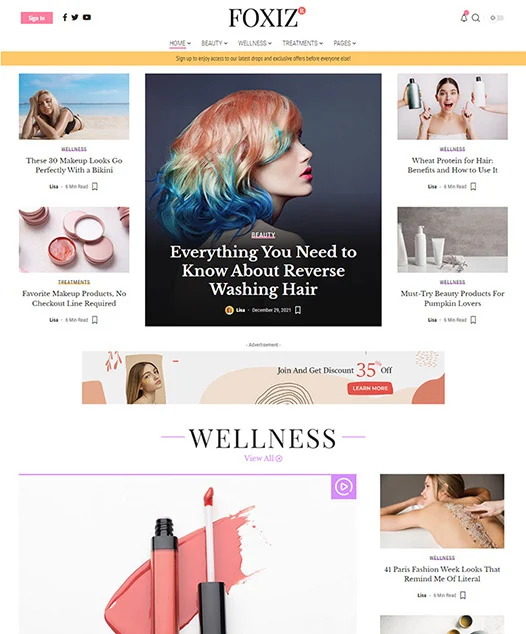 Sign In
FOXIZ
R
HOME
BEAUTY
WELLNESS
TREATMENTS
PAGES
Sign up to enjoy access to our latest drops and exclusive offers before everyone else!
WELLNESS
These 30 Makeup Looks Go
Perfectly With a Bikini
Lisa - 6 Min Read
TREATMENTS
Favorite Makeup Products, No
Checkout Line Required
Lisa - 6 Min Read
BEAUTY
Everything You Need to
Know About Reverse
Washing Hair
Lisa - December 29, 2021
WELLNESS
Wheat Protein for Hair:
Benefits and How to Use It
Lisa - 6 Min Read
WELLNESS
Must-Try Beauty Products For
Pumpkin Lovers
Lisa - 6 Min Read
- Advertisement -
Join And Get Discount 35% Off
LEARN MORE
WELLNESS
View All
WELLNESS
41 Paris Fashion Week Looks That
Remind Me Of Literal
Lisa - 6 Min Read